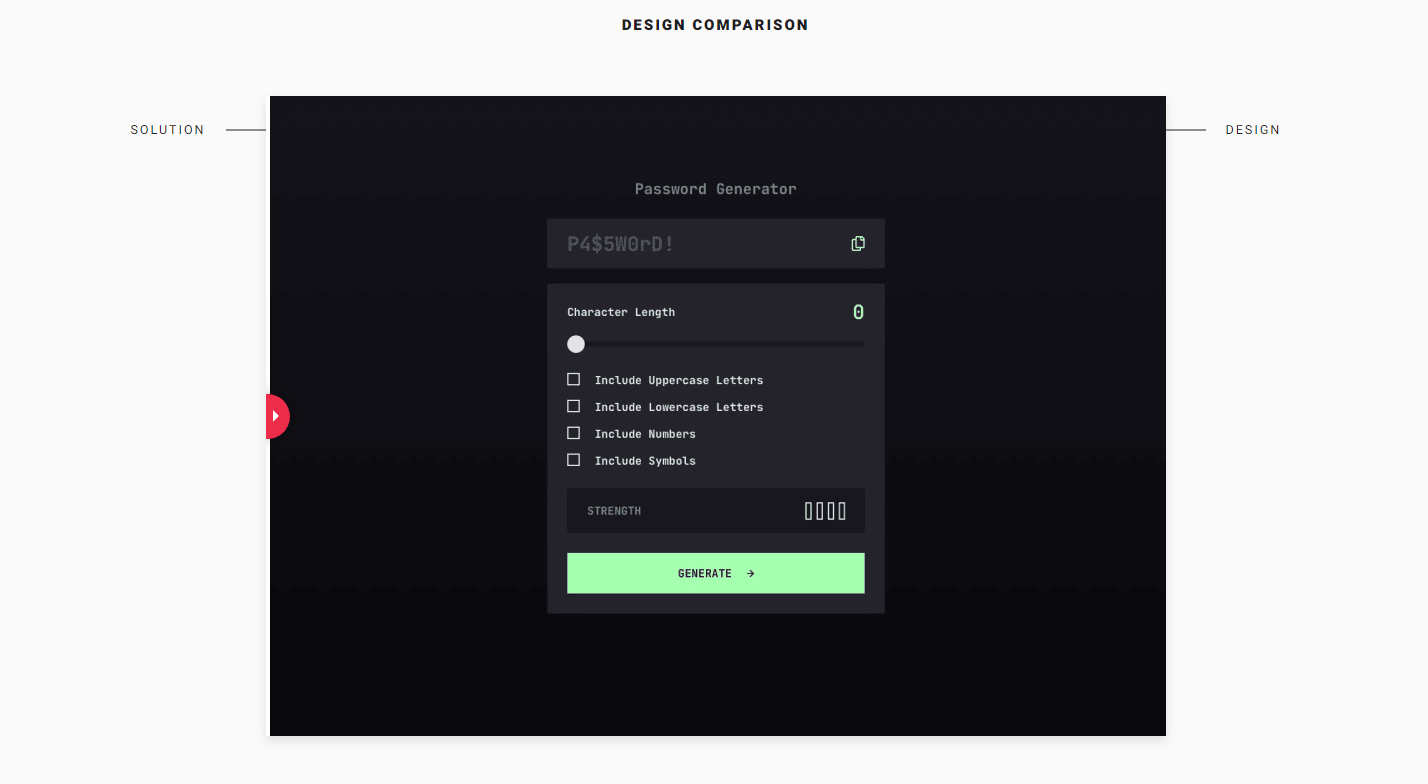 DESIGN COMPARISON
SOLUTION
DESIGN
Password Generator
P4$5W0rD!
Character Length 0
Include Uppercase Letters
Include Lowercase Letters
Include Numbers
Include Symbols
STRENGTH
GENERATE →